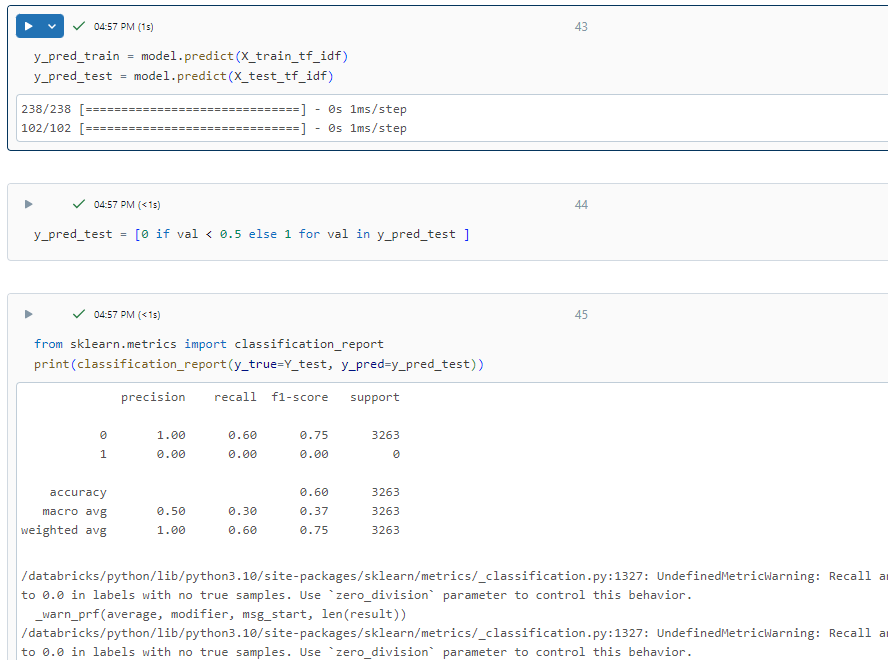 04:57 PM (1s) 43
y_pred_train = model.predict(X_train_tf_idf)
y_pred_test = model.predict(X_test_tf_idf)
238/238 [==============================] - 0s 1ms/step
102/102 [==============================] - 0s 1ms/step
04:57 PM (<1s) 44
y_pred_test = [0 if val < 0.5 else 1 for val in y_pred_test ]
04:57 PM (<1s) 45
from sklearn.metrics import classification_report
print(classification_report(y_true=Y_test, y_pred=y_pred_test))
precision recall f1-score support
0 1.00 0.60 0.75 3263
1 0.00 0.00 0.00 0
accuracy 0.60 3263
macro avg 0.50 0.30 0.37 3263
weighted avg 1.00 0.60 0.75 3263
/databricks/python/lib/python3.10/site-packages/sklearn/metrics/_classification.py:1327: UndefinedMetricWarning: Recall
to 0.0 in labels with no true samples. Use `zero_division` parameter to control this behavior.
_warn_prf(average, modifier, msg_start, len(result))
/databricks/python/lib/python3.10/site-packages/sklearn/metrics/_classification.py:1327: UndefinedMetricWarning: Recall
to 0.0 in labels with no true samples. Use `zero_division` parameter to control this behavior.